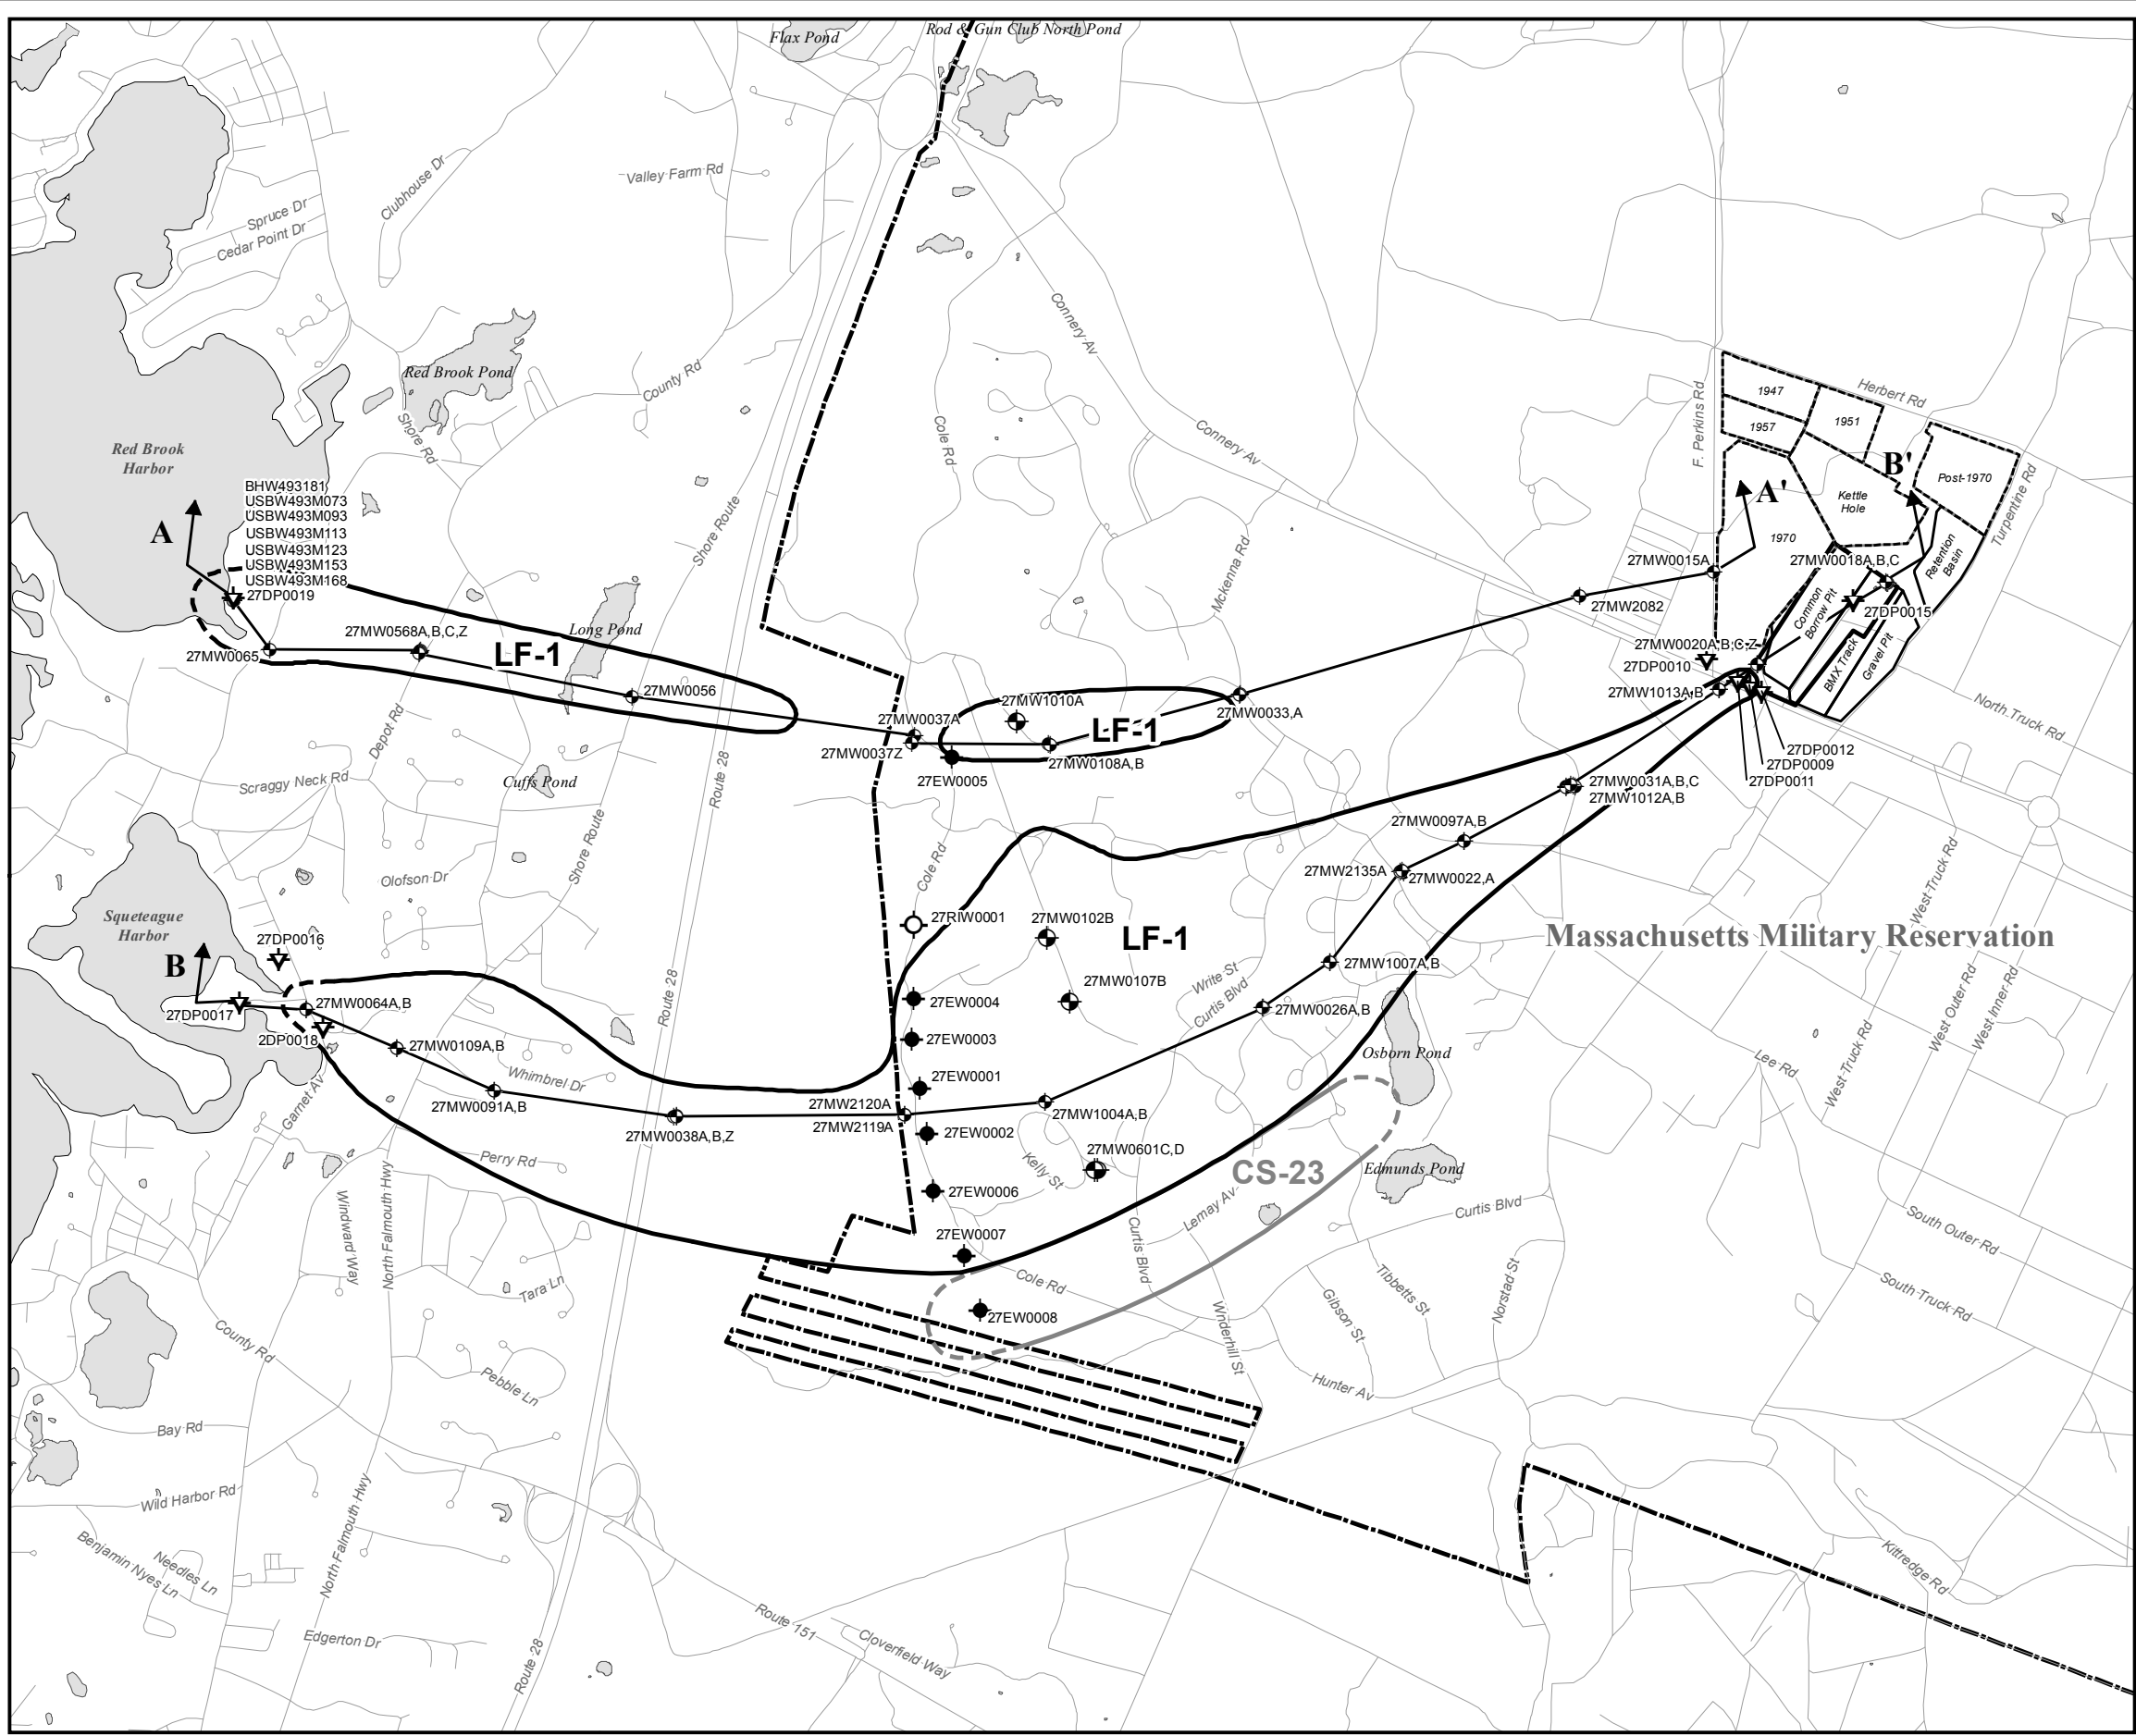 Flax Pond
Rod & Gun Club North Pond
Valley Farm Rd
Clubhouse Dr
Spruce Dr
Cedar Point Dr
Red Brook Pond
County Rd
Shore Rd
Connery Av
Connery Av
Cole Rd
Red Brook
Harbor
A
BHW493181
USBW493M073
USBW493M093
USBW493M113
USBW493M123
USBW493M153
USBW493M168
27DP0019
27MW0065
27MW0568A,B,C,Z
LF-1
Long Pond
27MW0056
Shore Route
Mckenna Rd
F. Perkins Rd
Herbert Rd
1947
1951
1957
B'
A'
Kettle
Hole
Post-1970
1970
Turpentine Rd
Retention
Basin
27MW0015A
27MW0018A,B,C
27MW2082
Common
Borrow Pit
27DP0015
27MW0020A,B,C,Z
27DP0010
BMX Track
Gravel Pit
27MW1013A,B
North Truck Rd
27MW1010A
27MW0037A
LF-1
27MW0033,A
27MW0037Z
27MW0108A,B
27EW0005
27DP0012
27DP0009
27DP0011
27MW0031A,B,C
27MW1012A,B
Depot Rd
Scraggy Neck Rd
Cuffs Pond
Route 28
27MW0097A,B
Shore Route
Cole Rd
27MW2135A
27MW0022,A
Olofson Dr
West Truck Rd
Squeteague
Harbor
27RIW0001
27MW0102B
LF-1
Massachusetts Military Reservation
27DP0016
B
27MW1007A,B
27MW0107B
Write St
Curtis Blvd
27DP0017
27MW0064A,B
Route 28
27EW0004
27MW0026A,B
West Outer Rd
West Inner Rd
2DP0018
27MW0109A,B
27EW0003
Osborn Pond
Lee Rd
West Truck Rd
Whimbrel Dr
27EW0001
Garnet Av
27MW0091A,B
27MW2120A
27MW1004A,B
27MW2119A
27MW0038A,B,Z
27EW0002
27MW0601C,D
Perry Rd
Kelly St
CS-23
Edmunds Pond
27EW0006
Windward Way
North Falmouth Hwy
Lemay Av
Curtis Blvd
Curtis Blvd
27EW0007
South Outer Rd
Cole Rd
Tara Ln
Tibbetts St
Norstad St
South Truck Rd
27EW0008
Gibson St
Winderhill St
County Rd
Pebble Ln
Hunter Av
Bay Rd
Wild Harbor Rd
North Falmouth Hwy
Benjamin Nyes Ln
Needles Ln
Kittredge Rd
Edgerton Dr
Route 28
Route 151
Cloverfield Way